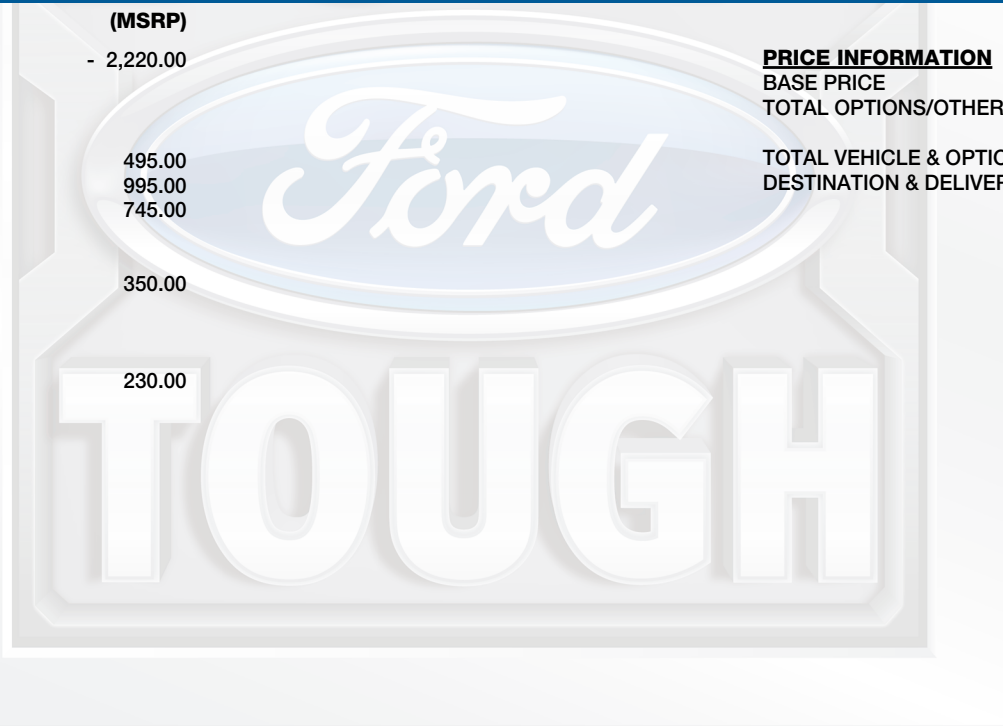 (MSRP)
- 2,220.00
495.00
995.00
745.00
350.00
230.00
PRICE INFORMATION
BASE PRICE
TOTAL OPTIONS/OTHER
TOTAL VEHICLE & OPTIO
DESTINATION & DELIVER
Ford
TOUGH